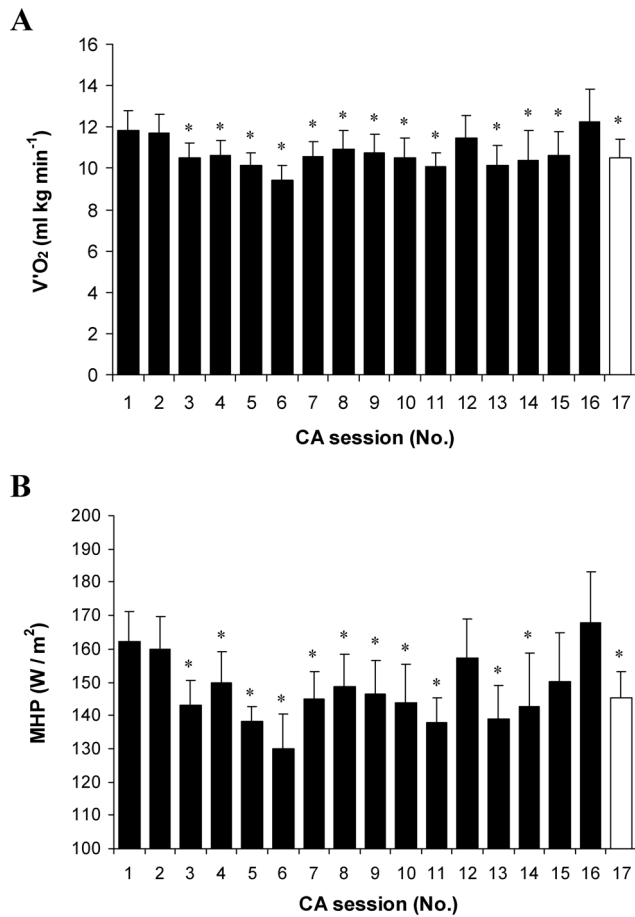 A
16
14
12
10
8
6
4
2
0
V'O₂ (ml kg min⁻¹)
* * * * * * * * * * * * *
1 2 3 4 5 6 7 8 9 10 11 12 13 14 15 16 17
CA session (No.)
B
200
190
180
170
160
150
140
130
120
110
100
MHP (W / m²)
* * * * * * * * * * * *
1 2 3 4 5 6 7 8 9 10 11 12 13 14 15 16 17
CA session (No.)